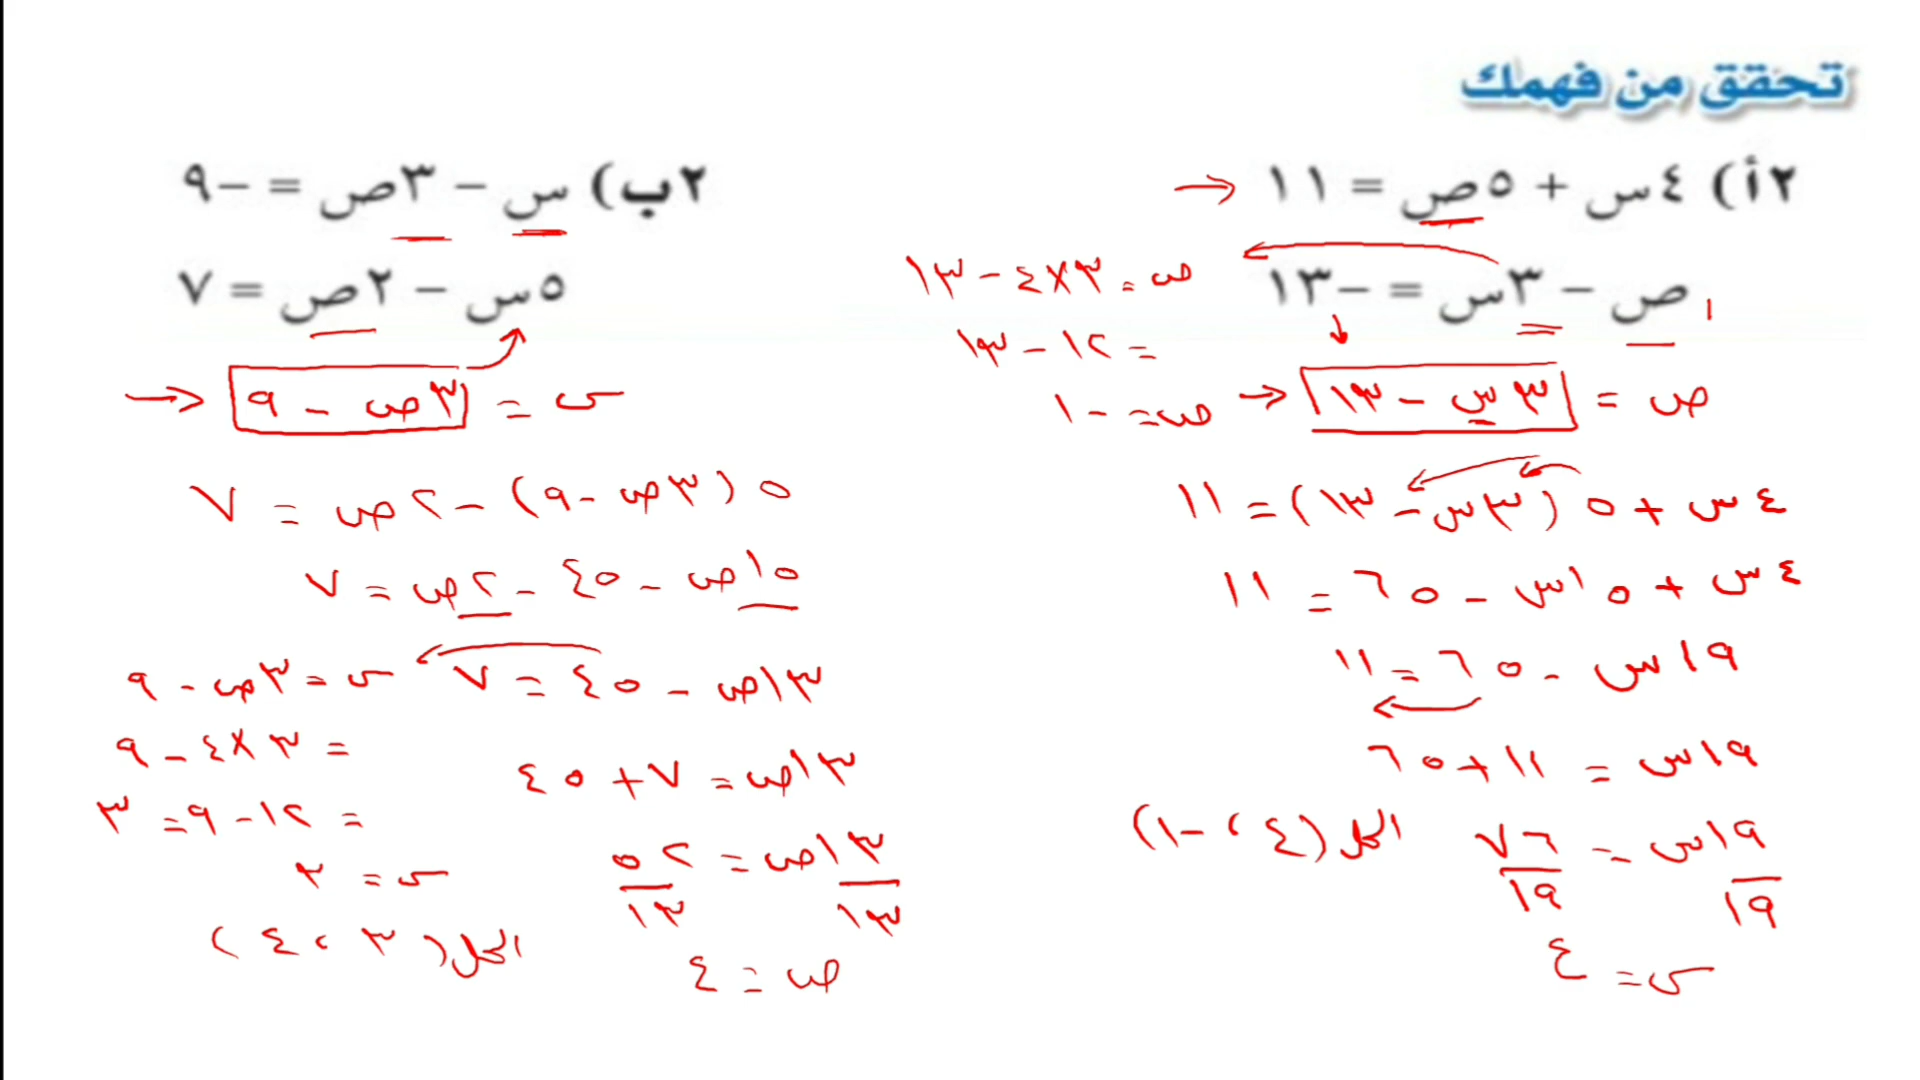 تحقق من فهمك
٢أ) ٤س + ٥ص = ١١
ص − ٣س = −١٣
ص = ٣س − ١٣
٤س + ٥(٣س − ١٣) = ١١
٤س + ١٥س − ٦٥ = ١١
١٩س − ٦٥ = ١١
١٩س = ١١ + ٦٥
١٩س/١٩ = ٧٦/١٩
س = ٤
ص = ٣×٤ − ١٣
= ١٢ − ١٣
ص = −١
الحل (٤ ، −١)
٢ب) س − ٣ص = −٩
٥س − ٢ص = ٧
س = ٣ص − ٩
٥(٣ص − ٩) − ٢ص = ٧
١٥ص − ٤٥ − ٢ص = ٧
١٣ص − ٤٥ = ٧
١٣ص = ٧ + ٤٥
١٣ص/١٣ = ٥٢/١٣
ص = ٤
س = ٣ص − ٩
= ٣×٤ − ٩
= ١٢ − ٩ = ٣
س = ٣
الحل (٣ ، ٤)